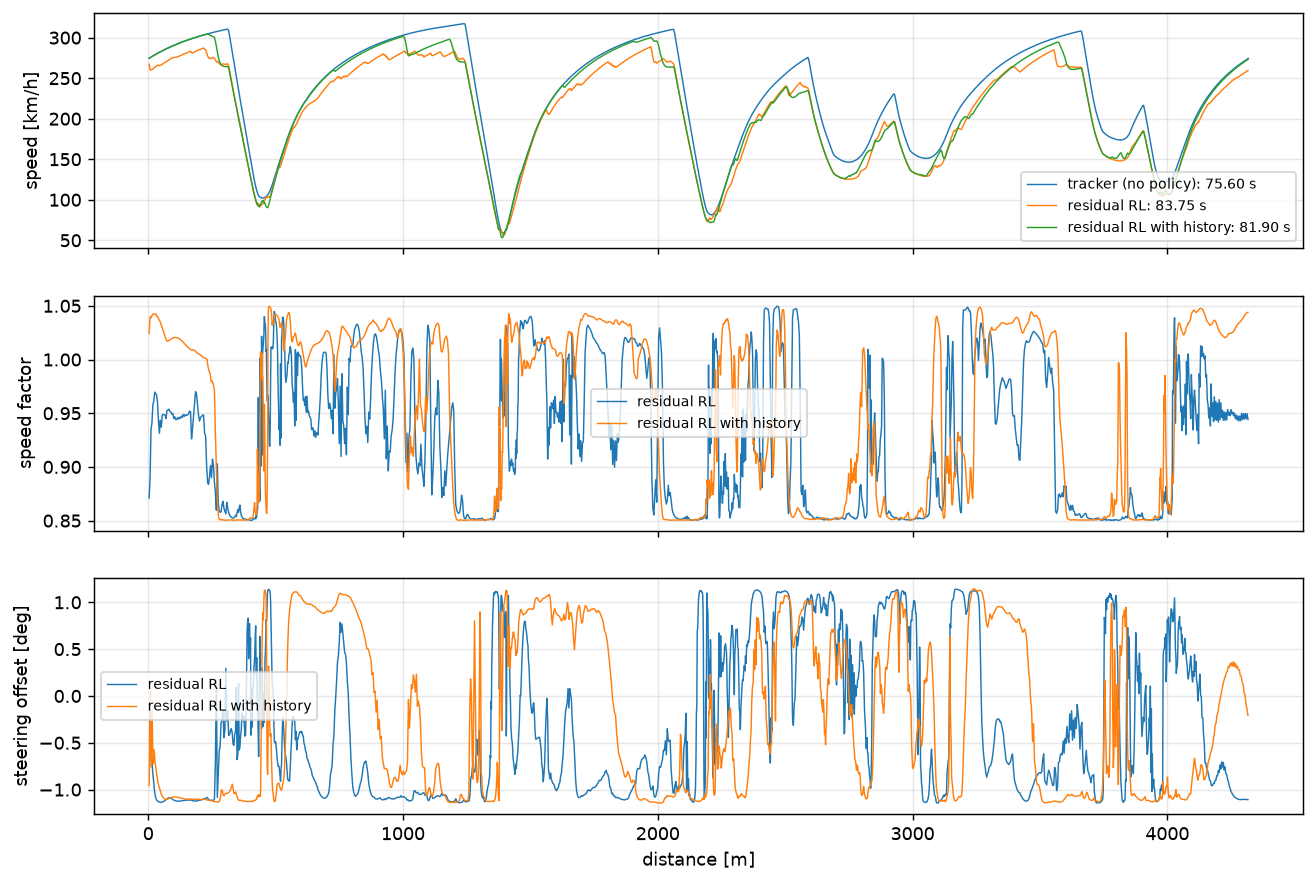 speed [km/h]
300
250
200
150
100
50
tracker (no policy): 75.60 s
residual RL: 83.75 s
residual RL with history: 81.90 s
speed factor
1.05
1.00
0.95
0.90
0.85
residual RL
residual RL with history
steering offset [deg]
1.0
0.5
0.0
−0.5
−1.0
residual RL
residual RL with history
0
1000
2000
3000
4000
distance [m]